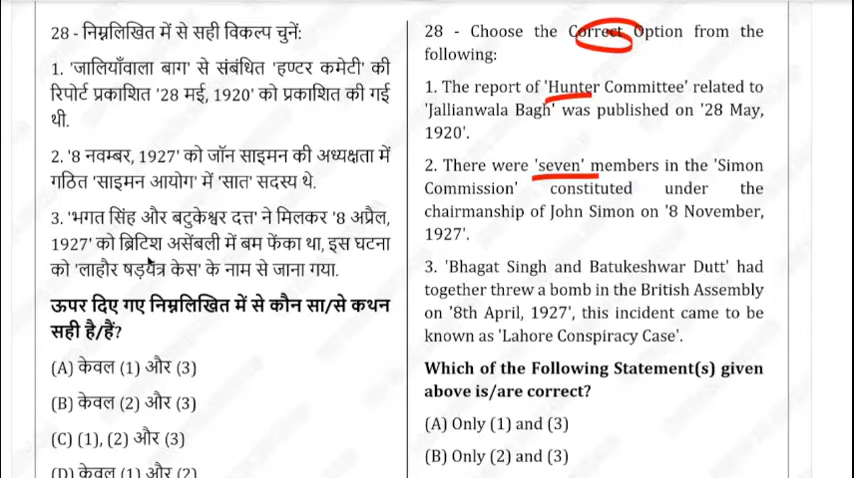 28 - निम्नलिखित में से सही विकल्प चुनें:
1. 'जालियाँवाला बाग' से संबंधित 'हण्टर कमेटी' की
रिपोर्ट प्रकाशित '28 मई, 1920' को प्रकाशित की गई
थी.
2. '8 नवम्बर, 1927' को जॉन साइमन की अध्यक्षता में
गठित 'साइमन आयोग' में 'सात' सदस्य थे.
3. 'भगत सिंह और बटुकेश्वर दत्त' ने मिलकर '8 अप्रैल,
1927' को ब्रिटिश असेंबली में बम फेंका था, इस घटना
को 'लाहौर षड़यंत्र केस' के नाम से जाना गया.
ऊपर दिए गए निम्नलिखित में से कौन सा/से कथन
सही है/हैं?
(A) केवल (1) और (3)
(B) केवल (2) और (3)
(C) (1), (2) और (3)
(D) केवल (1) और (2)
28 - Choose the Correct Option from the
following:
1. The report of 'Hunter Committee' related to
'Jallianwala Bagh' was published on '28 May,
1920'.
2. There were 'seven' members in the 'Simon
Commission' constituted under the
chairmanship of John Simon on '8 November,
1927'.
3. 'Bhagat Singh and Batukeshwar Dutt' had
together threw a bomb in the British Assembly
on '8th April, 1927', this incident came to be
known as 'Lahore Conspiracy Case'.
Which of the Following Statement(s) given
above is/are correct?
(A) Only (1) and (3)
(B) Only (2) and (3)